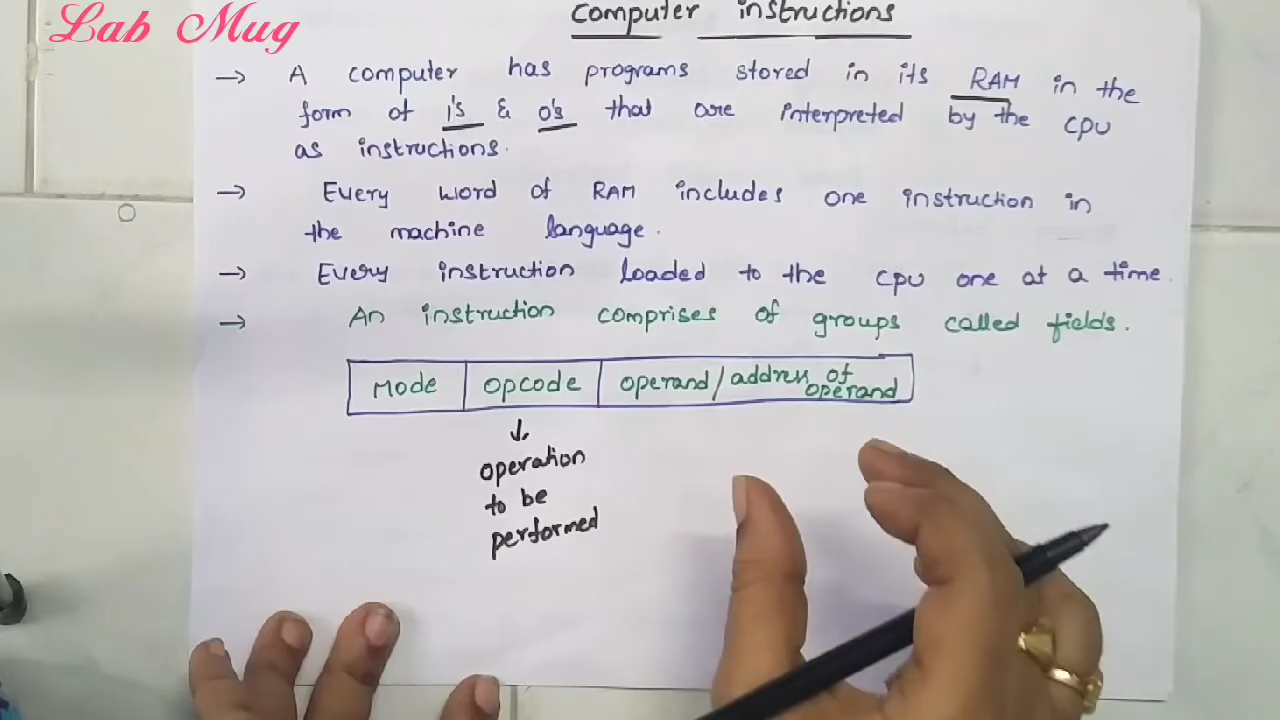 Lab Mug
computer instructions
→ A computer has programs stored in its RAM in the
form of 1's & 0's that are interpreted by the CPU
as instructions.
→ Every word of RAM includes one instruction in
the machine language.
→ Every instruction loaded to the CPU one at a time.
→ An instruction comprises of groups called fields.
Mode opcode operand/address of operand
↓
operation
to be
performed